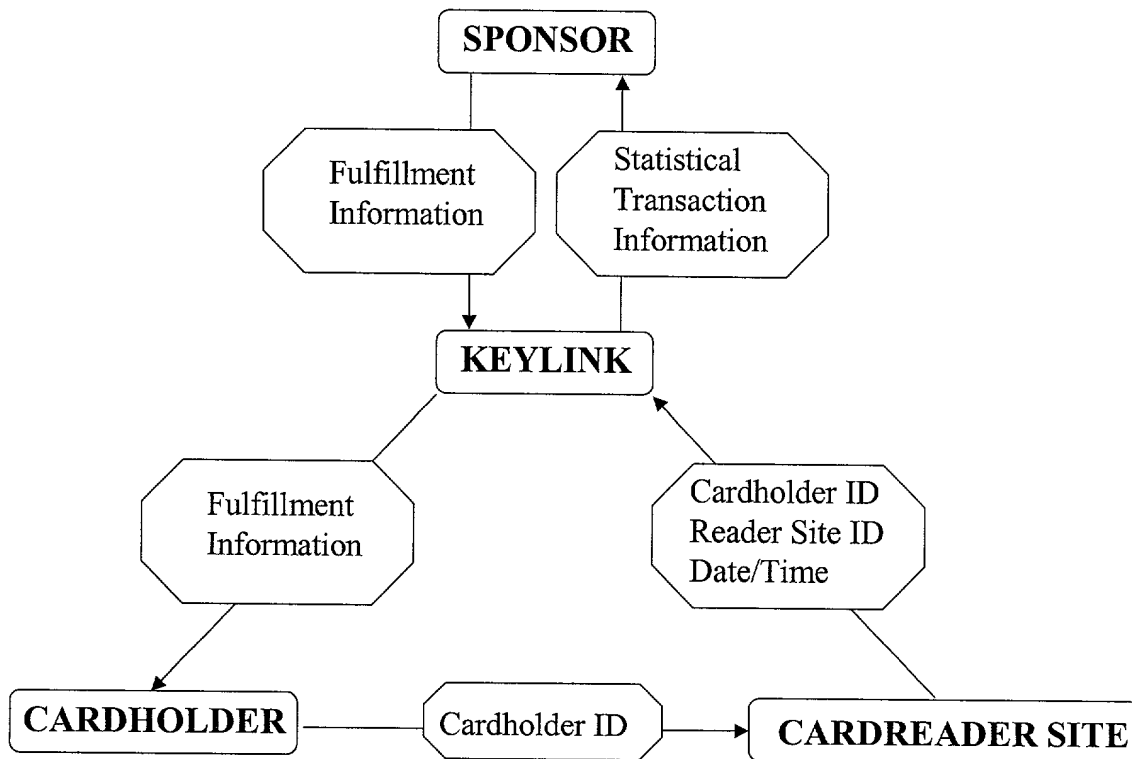 SPONSOR
Fulfillment
Information
Statistical
Transaction
Information
KEYLINK
Fulfillment
Information
Cardholder ID
Reader Site ID
Date/Time
CARDHOLDER
Cardholder ID
CARDREADER SITE